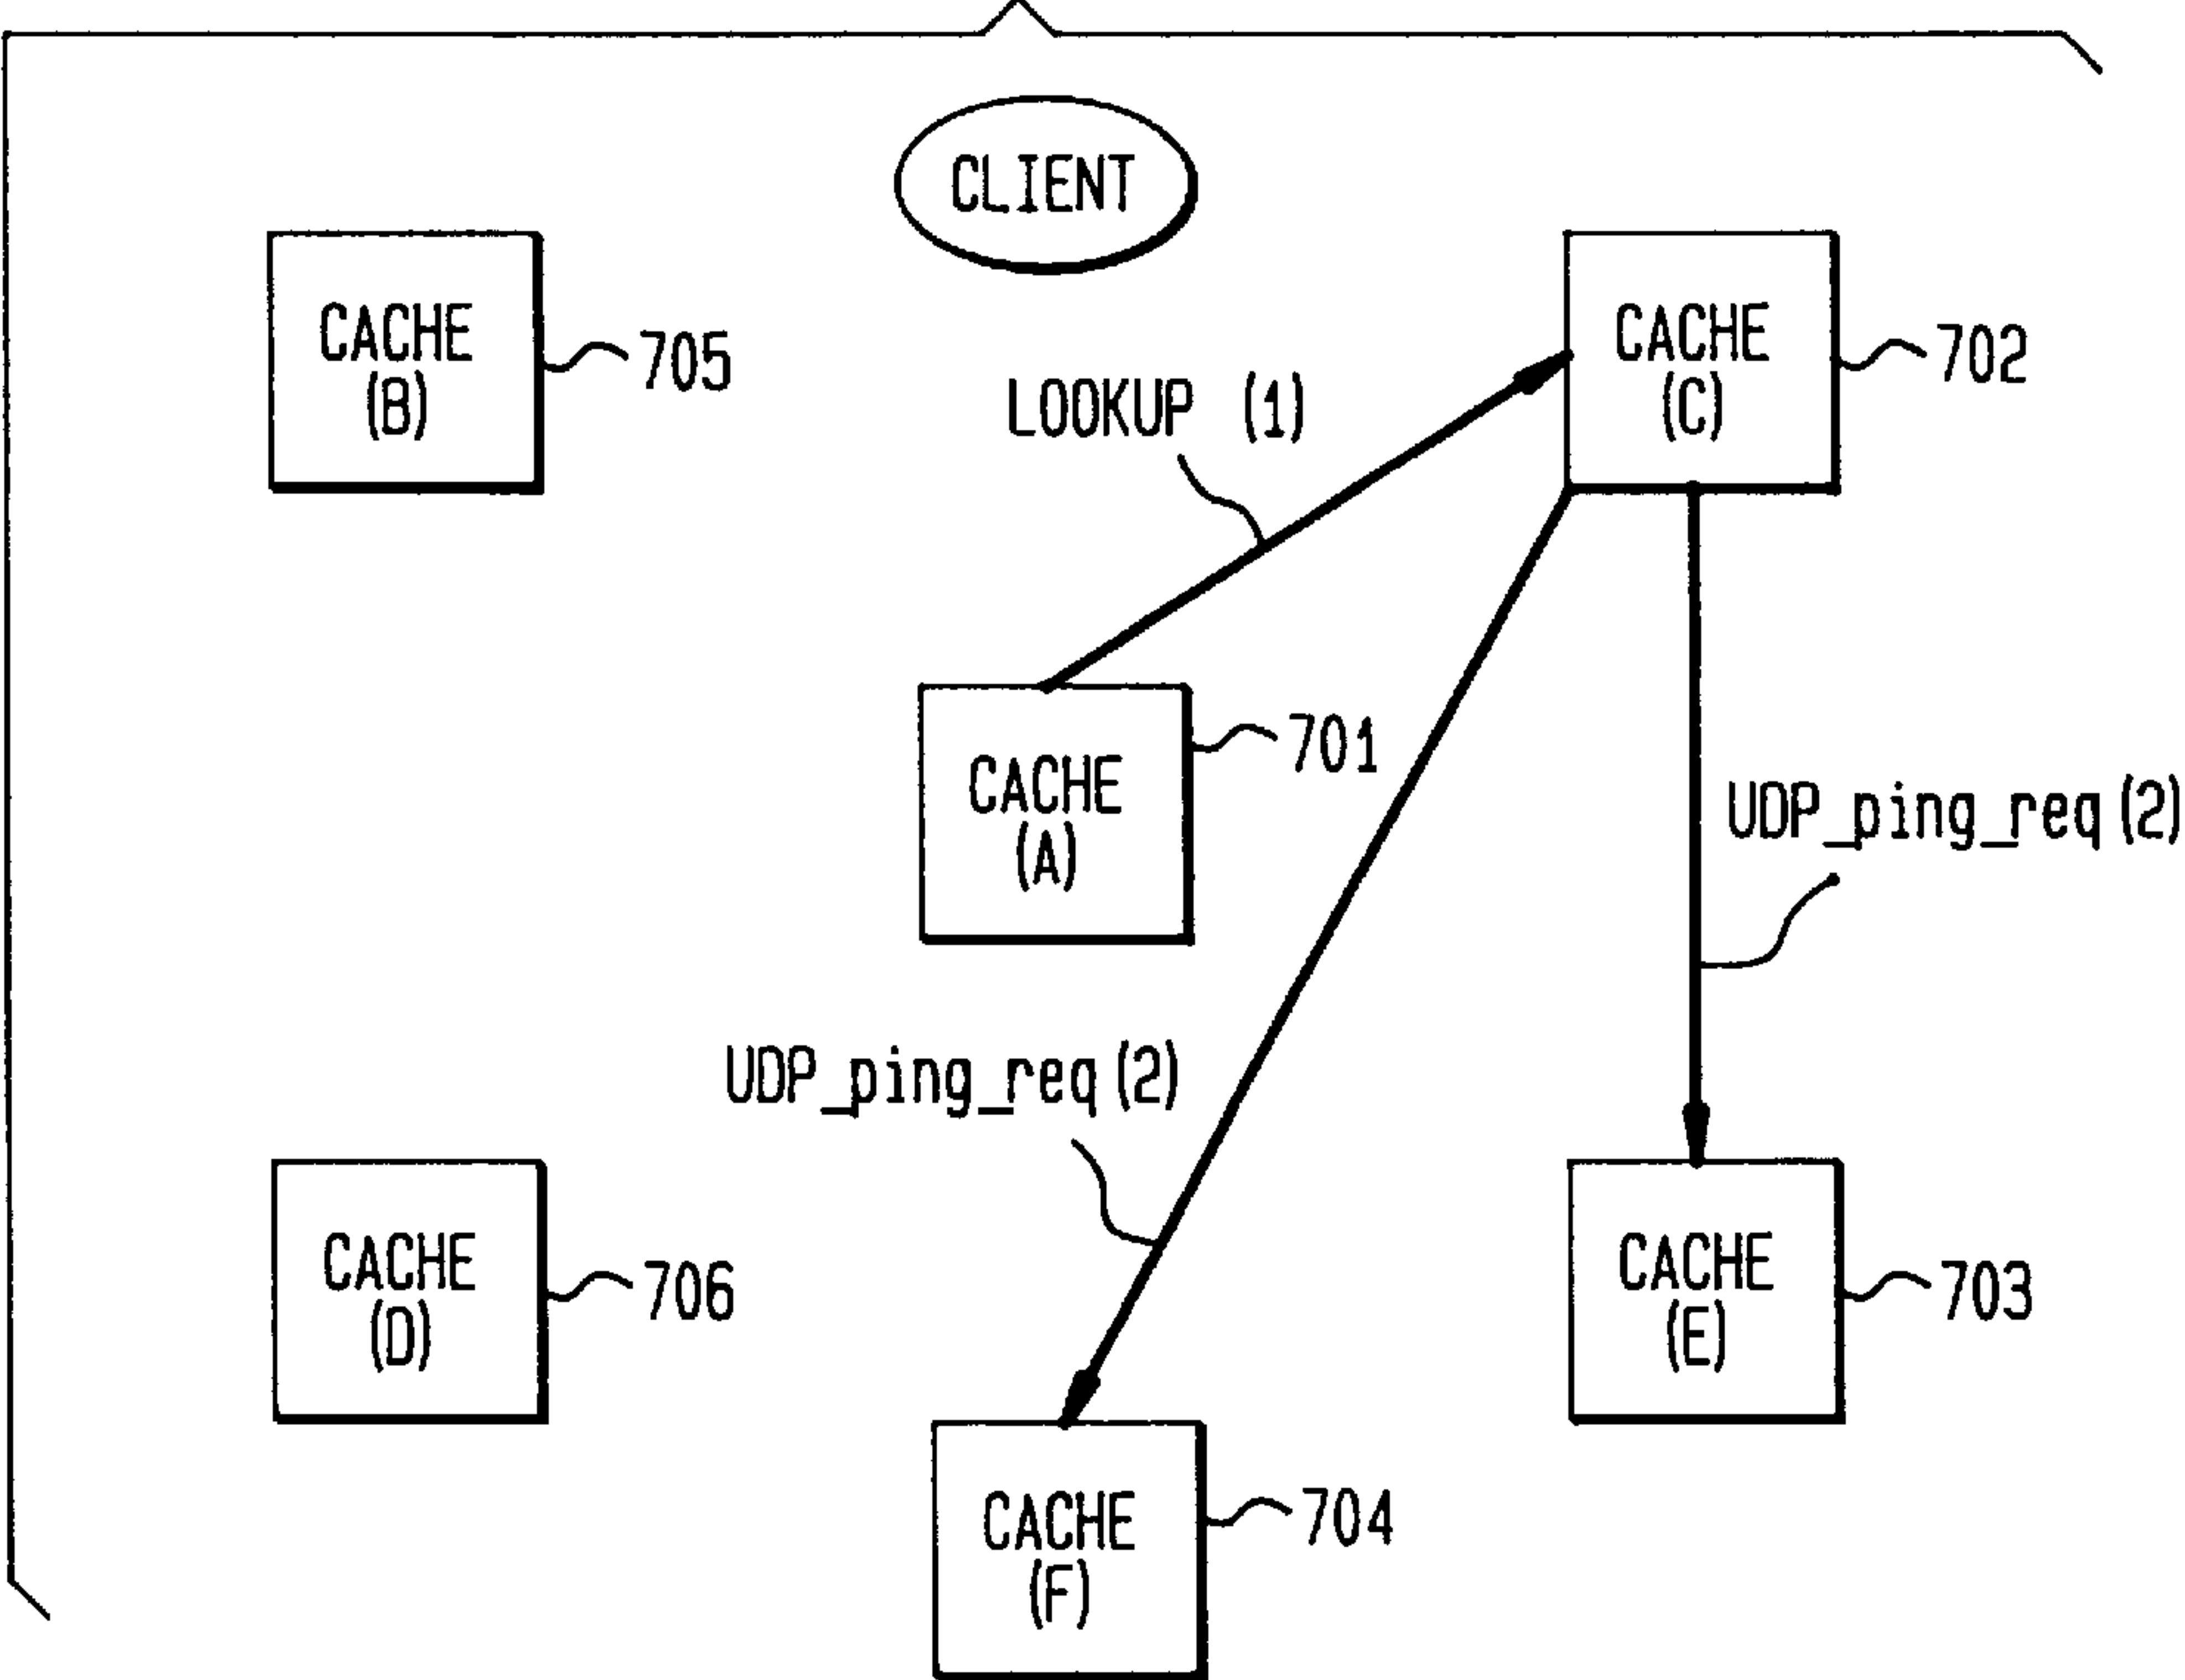 CLIENT
CACHE
(B)
705
LOOKUP (1)
CACHE
(C)
702
CACHE
(A)
701
UDP_ping_req(2)
UDP_ping_req(2)
CACHE
(D)
706
CACHE
(E)
703
CACHE
(F)
704